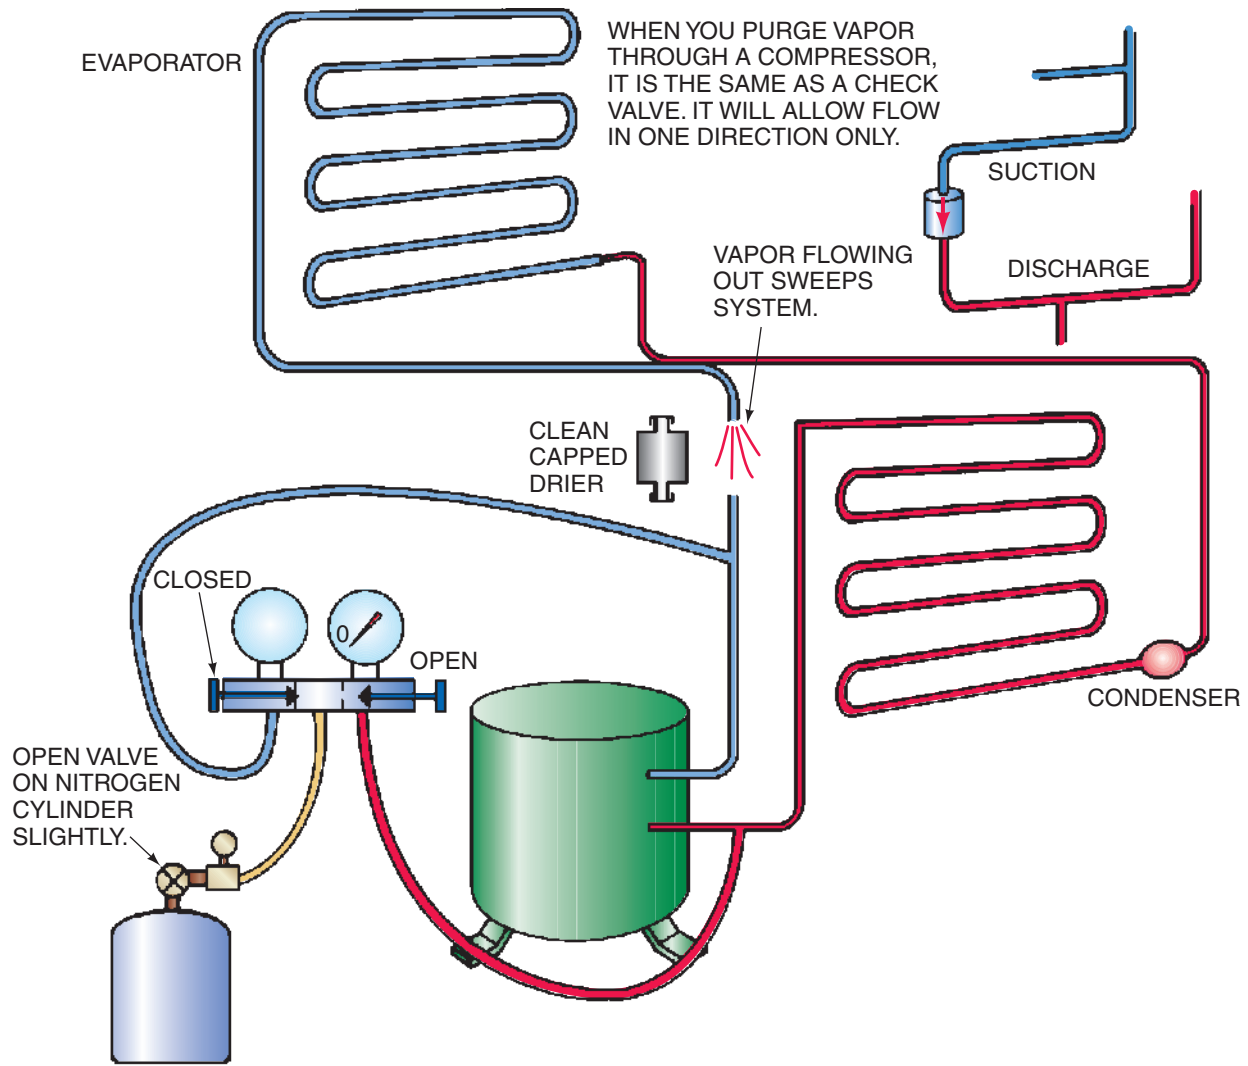 EVAPORATOR
WHEN YOU PURGE VAPOR
THROUGH A COMPRESSOR,
IT IS THE SAME AS A CHECK
VALVE. IT WILL ALLOW FLOW
IN ONE DIRECTION ONLY.
SUCTION
DISCHARGE
VAPOR FLOWING
OUT SWEEPS
SYSTEM.
CLEAN
CAPPED
DRIER
CLOSED
0
OPEN
CONDENSER
OPEN VALVE
ON NITROGEN
CYLINDER
SLIGHTLY.